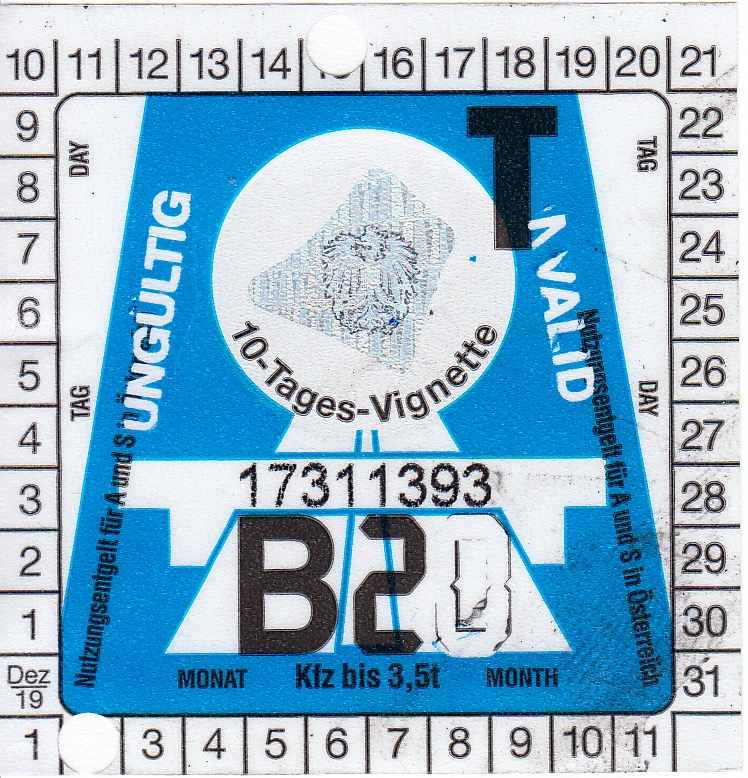 10 11 12 13 14 16 17 18 19 20 21
9
8
7
6
5
4
3
2
1
Dez
19
22
23
24
25
26
27
28
29
30
31
DAY
TAG
TAG
DAY
T
UNGÜLTIG
VALID
10-Tages-Vignette
Nutzungsentgelt für A und S in
Nutzungsentgelt für A und S in Österreich
17311393
B2
MONAT Kfz bis 3,5t MONTH
1 3 4 5 6 7 8 9 10 11